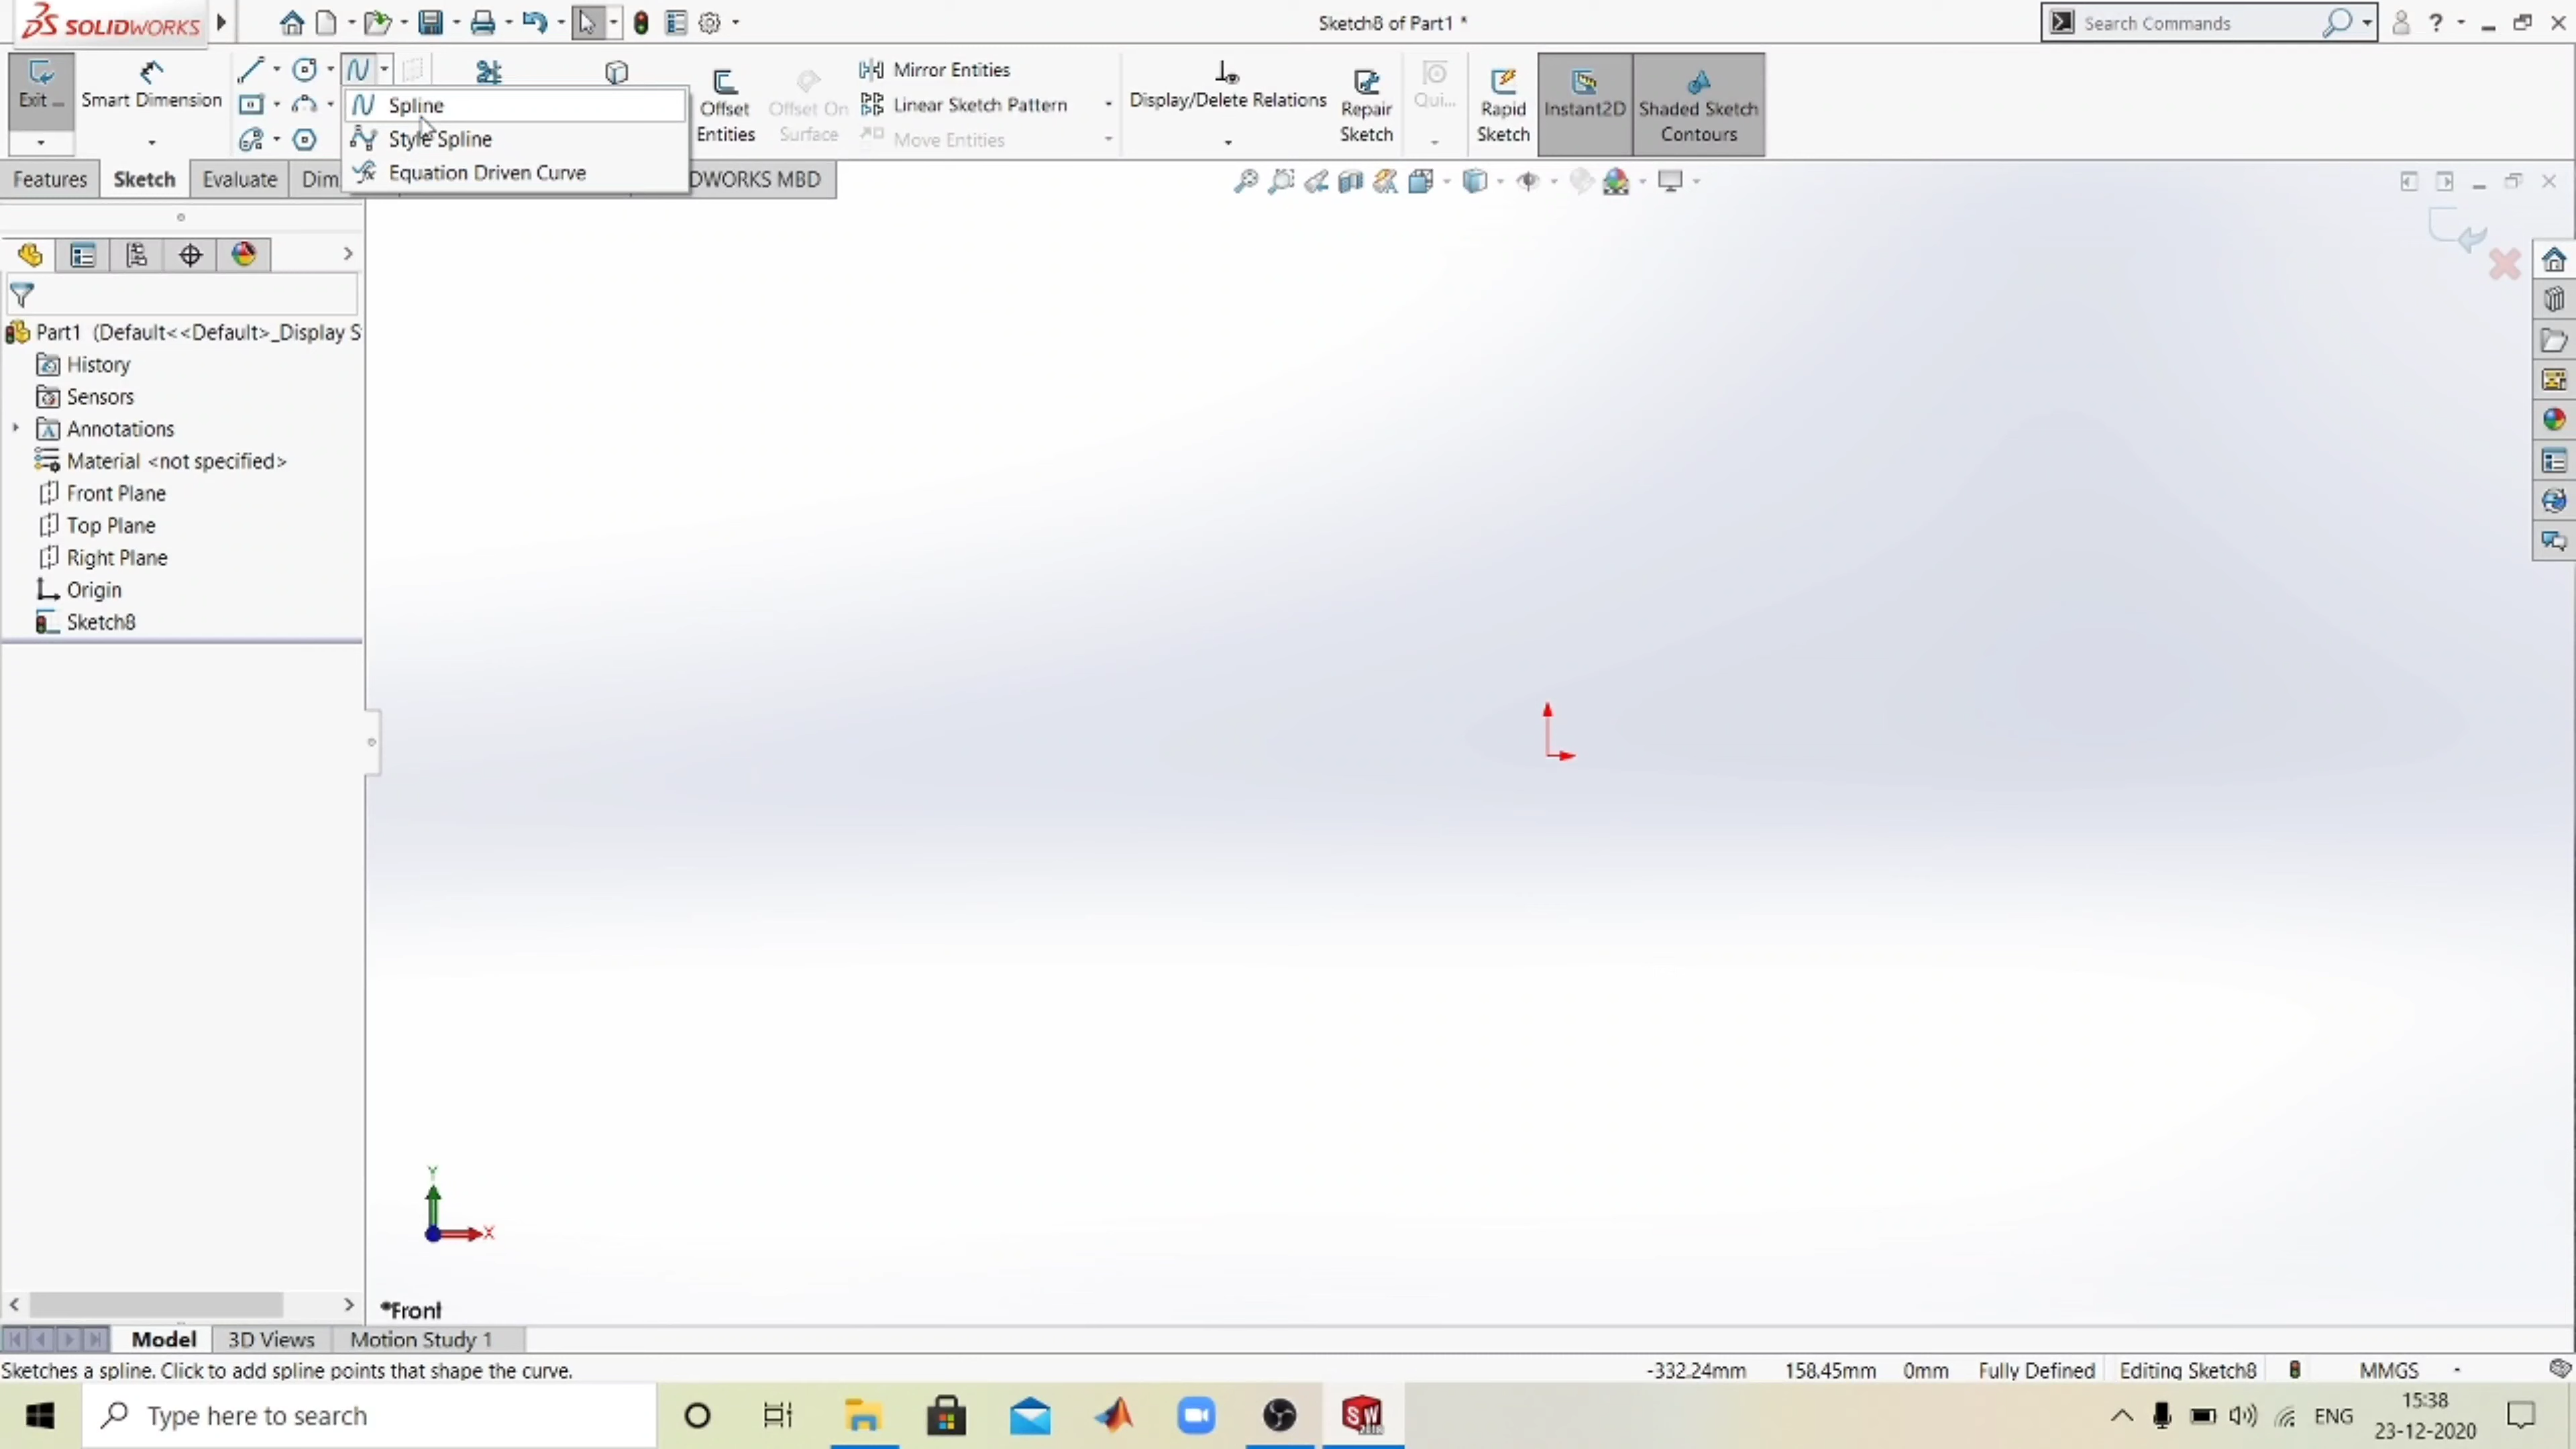 SOLIDWORKS
Sketch8 of Part1 *
Search Commands
?
Exit ...
Smart Dimension
Spline
Style Spline
Equation Driven Curve
Offset Entities
Offset On Surface
Mirror Entities
Linear Sketch Pattern
Move Entities
Display/Delete Relations
Repair Sketch
Qui...
Rapid Sketch
Instant2D
Shaded Sketch Contours
Features
Sketch
Evaluate
Dim
DWORKS MBD
Part1 (Default<<Default>_Display S
History
Sensors
Annotations
Material <not specified>
Front Plane
Top Plane
Right Plane
Origin
Sketch8
Y
X
*Front
Model
3D Views
Motion Study 1
Sketches a spline. Click to add spline points that shape the curve.
-332.24mm
158.45mm
0mm
Fully Defined
Editing Sketch8
MMGS
Type here to search
SW
2018
ENG
15:38
23-12-2020